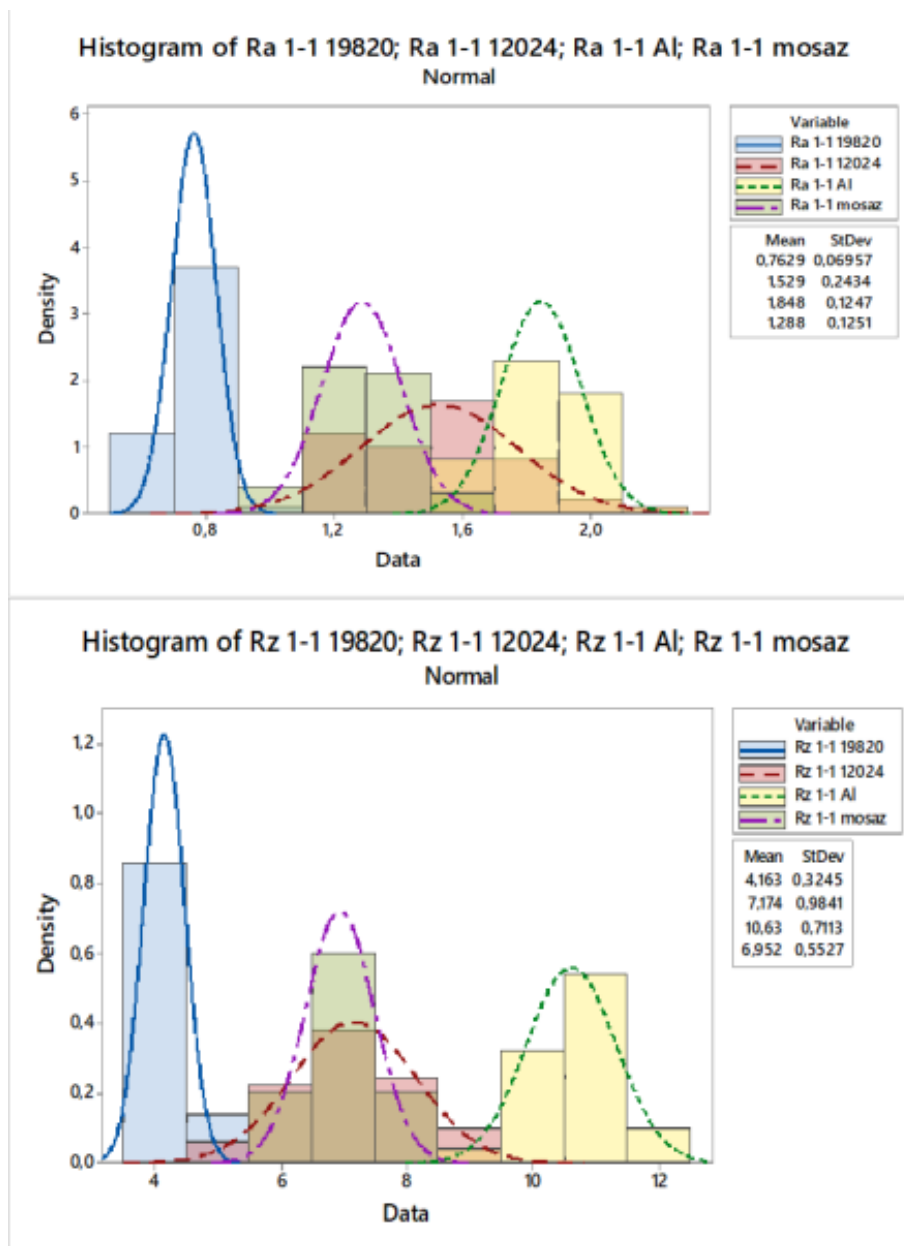 Histogram of Ra 1-1 19820; Ra 1-1 12024; Ra 1-1 Al; Ra 1-1 mosaz
Normal
Variable
Ra 1-1 19820
Ra 1-1 12024
Ra 1-1 Al
Ra 1-1 mosaz
Mean StDev
0,7629 0,06957
1,529 0,2434
1,848 0,1247
1,288 0,1251
Density
6
5
4
3
2
1
0
0,8 1,2 1,6 2,0
Data
Histogram of Rz 1-1 19820; Rz 1-1 12024; Rz 1-1 Al; Rz 1-1 mosaz
Normal
Variable
Rz 1-1 19820
Rz 1-1 12024
Rz 1-1 Al
Rz 1-1 mosaz
Mean StDev
4,163 0,3245
7,174 0,9841
10,63 0,7113
6,952 0,5527
Density
1,2
1,0
0,8
0,6
0,4
0,2
0,0
4 6 8 10 12
Data